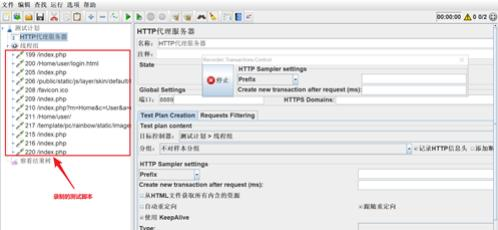 文件 编辑 查找 运行 选项 帮助
00:00:00 0 0/2
测试计划
HTTP代理服务器
线程组
199 /index.php
200 /Home/user/login.html
205 /index.php
206 /public/static/js/layer/skin/default/
208 /favicon.ico
209 /index.php
210 /index.php?m=Home&c=User&a=
211 /Home/user/
217 /template/pc/rainbow/static/image
215 /index.php
216 /index.php
220 /index.php
察看结果树
录制的测试脚本
HTTP代理服务器
名称: HTTP代理服务器
注释:
State
Recorder: Transactions Control
停止
HTTP Sampler settings
Prefix
Create new transaction after request (ms):
Global Settings
端口: 8889
HTTPS Domains:
Test Plan Creation Requests Filtering
Test plan content
目标控制器: 测试计划 > 线程组
分组: 不对样本分组
记录HTTP信息头
HTTP Sampler settings
Prefix
Create new transaction after request (ms):
从HTML文件获取所有内含的资源
自动重定向
跟随重定向
使用 KeepAlive
Type: